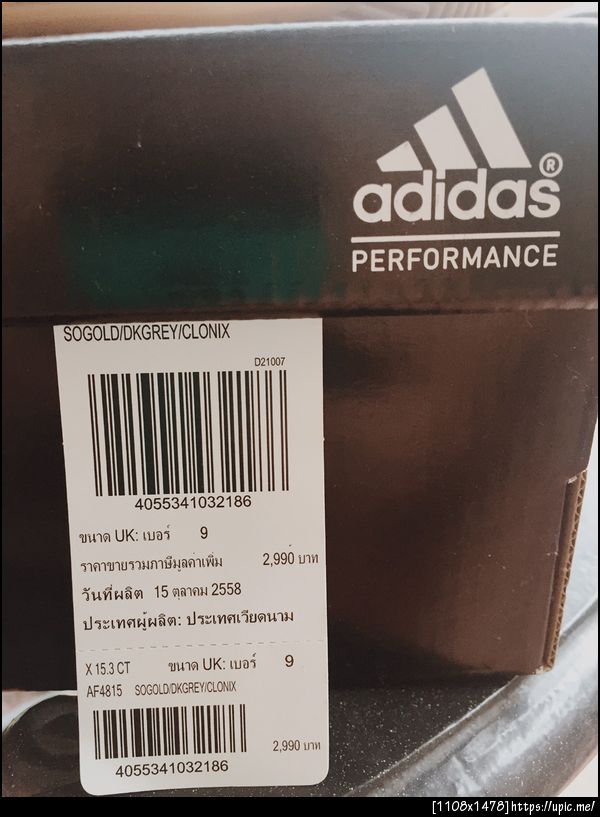 adidas®
PERFORMANCE
SOGOLD/DKGREY/CLONIX
D21007
4055341032186
ขนาด UK: เบอร์ 9
ราคาขายรวมภาษีมูลค่าเพิ่ม 2,990 บาท
วันที่ผลิต 15 ตุลาคม 2558
ประเทศผู้ผลิต: ประเทศเวียดนาม
X 15.3 CT ขนาด UK: เบอร์ 9
AF4815 SOGOLD/DKGREY/CLONIX
2,990 บาท
4055341032186
[1108x1478]https://upic.me/